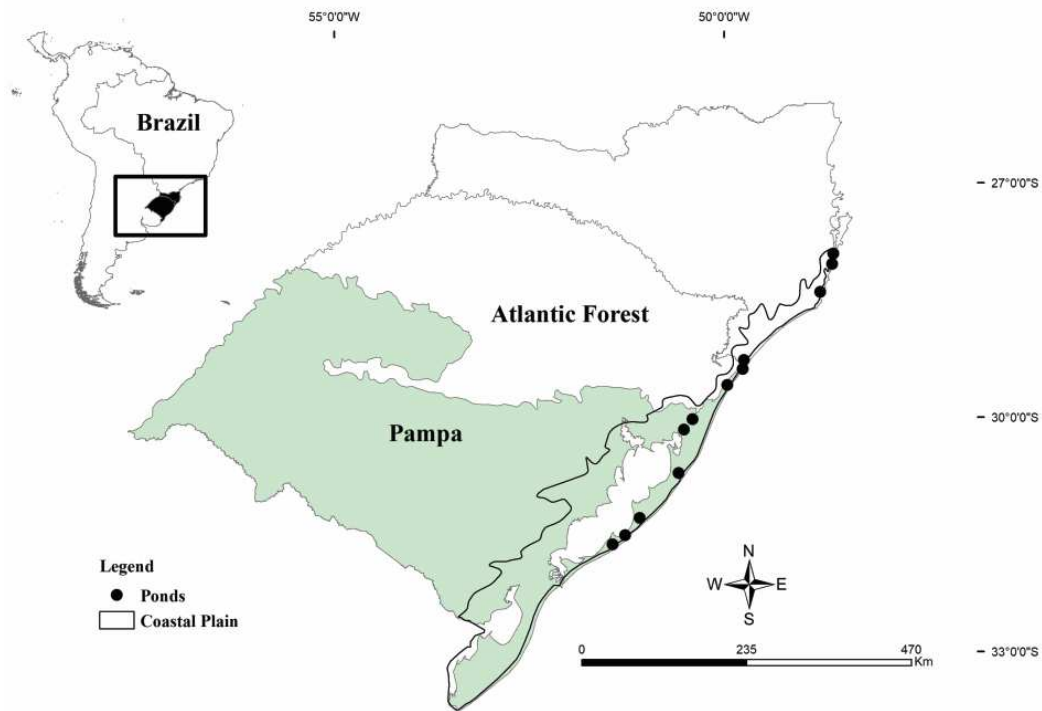 55°0'0"W
50°0'0"W
Brazil
27°0'0"S
Atlantic Forest
30°0'0"S
Pampa
Legend
Ponds
Coastal Plain
N
W
E
S
0
235
470
Km
33°0'0"S